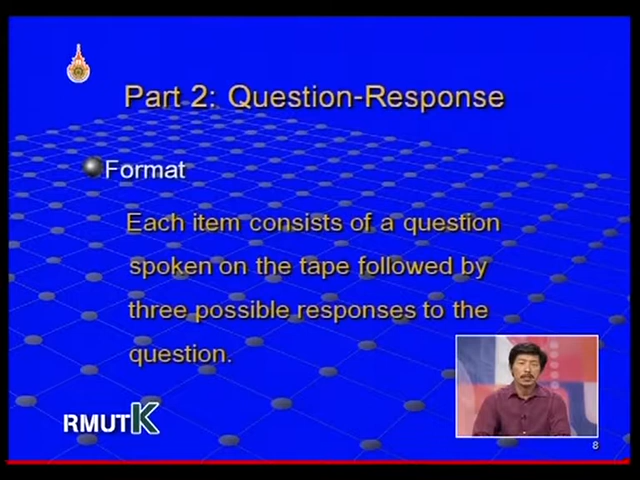 Part 2: Question-Response
Format
Each item consists of a question
spoken on the tape followed by
three possible responses to the
question.
RMUTK
8